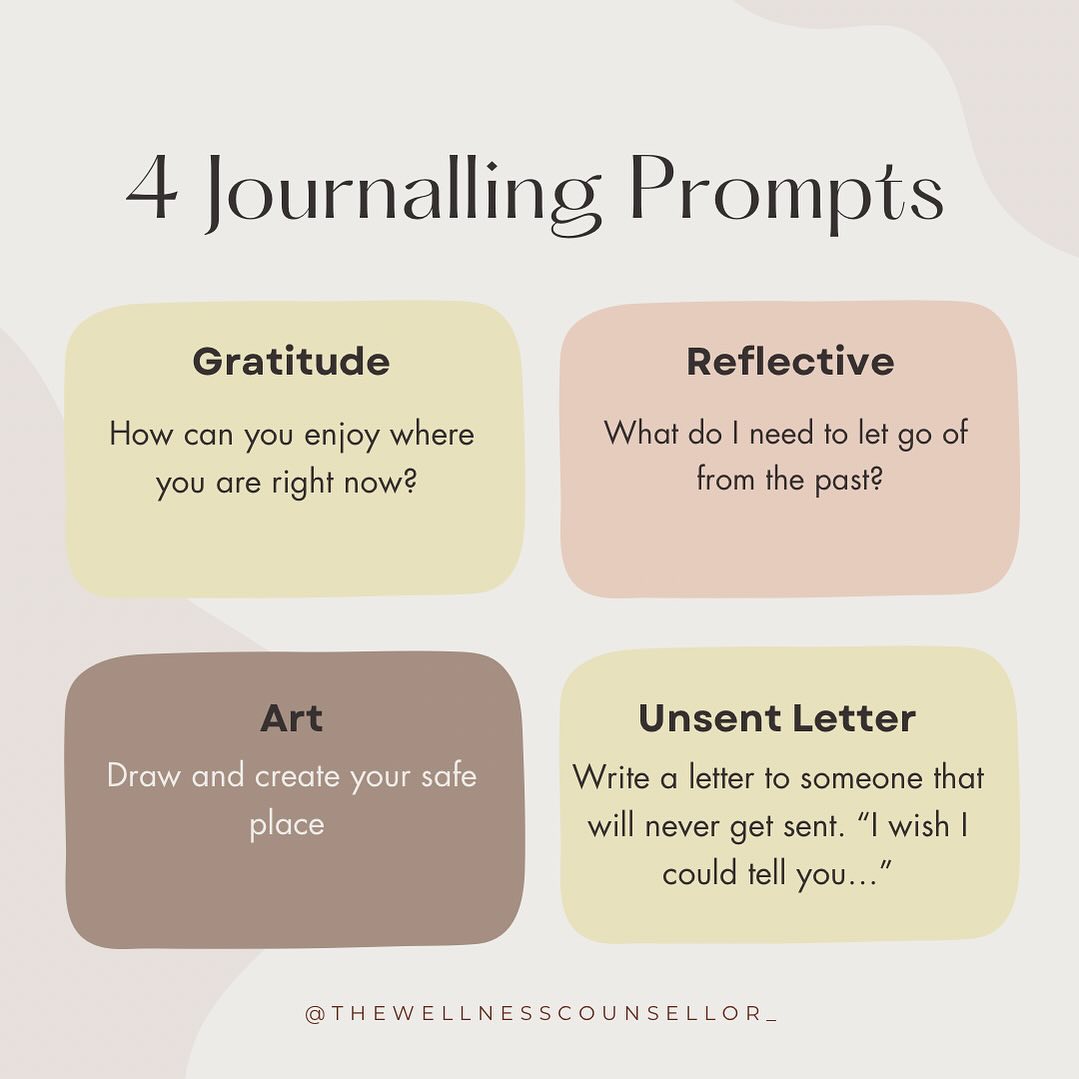 4 Journalling Prompts
Gratitude
How can you enjoy where
you are right now?
Reflective
What do I need to let go of
from the past?
Art
Draw and create your safe
place
Unsent Letter
Write a letter to someone that
will never get sent. “I wish I
could tell you...”
@THEWELLNESSCOUNSELLOR_